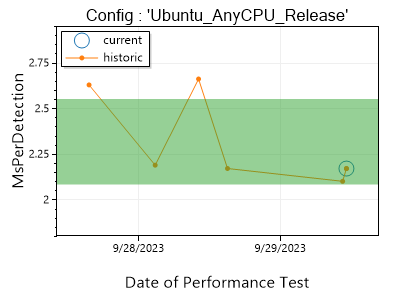 Config : 'Ubuntu_AnyCPU_Release'
current
historic
2.75
2.5
2.25
2
MsPerDetection
9/28/2023
9/29/2023
Date of Performance Test